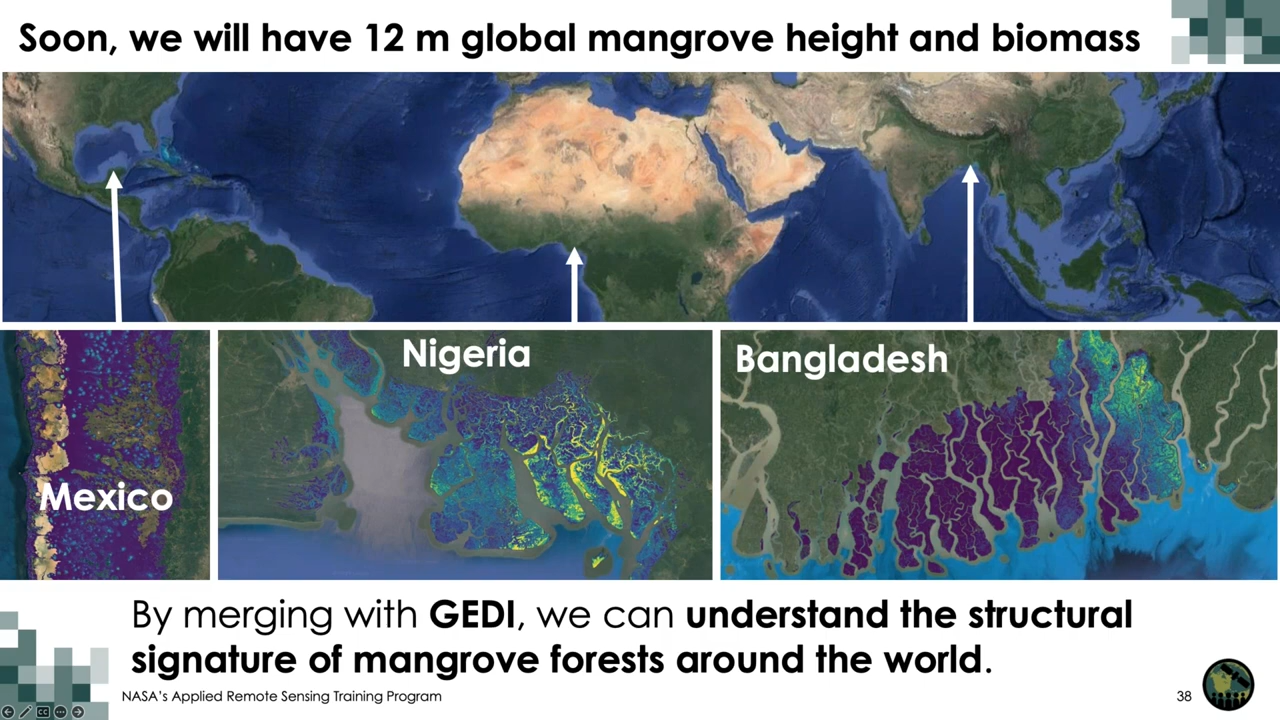 Soon, we will have 12 m global mangrove height and biomass
Mexico
Nigeria
Bangladesh
By merging with GEDI, we can understand the structural
signature of mangrove forests around the world.
NASA's Applied Remote Sensing Training Program
38
CC